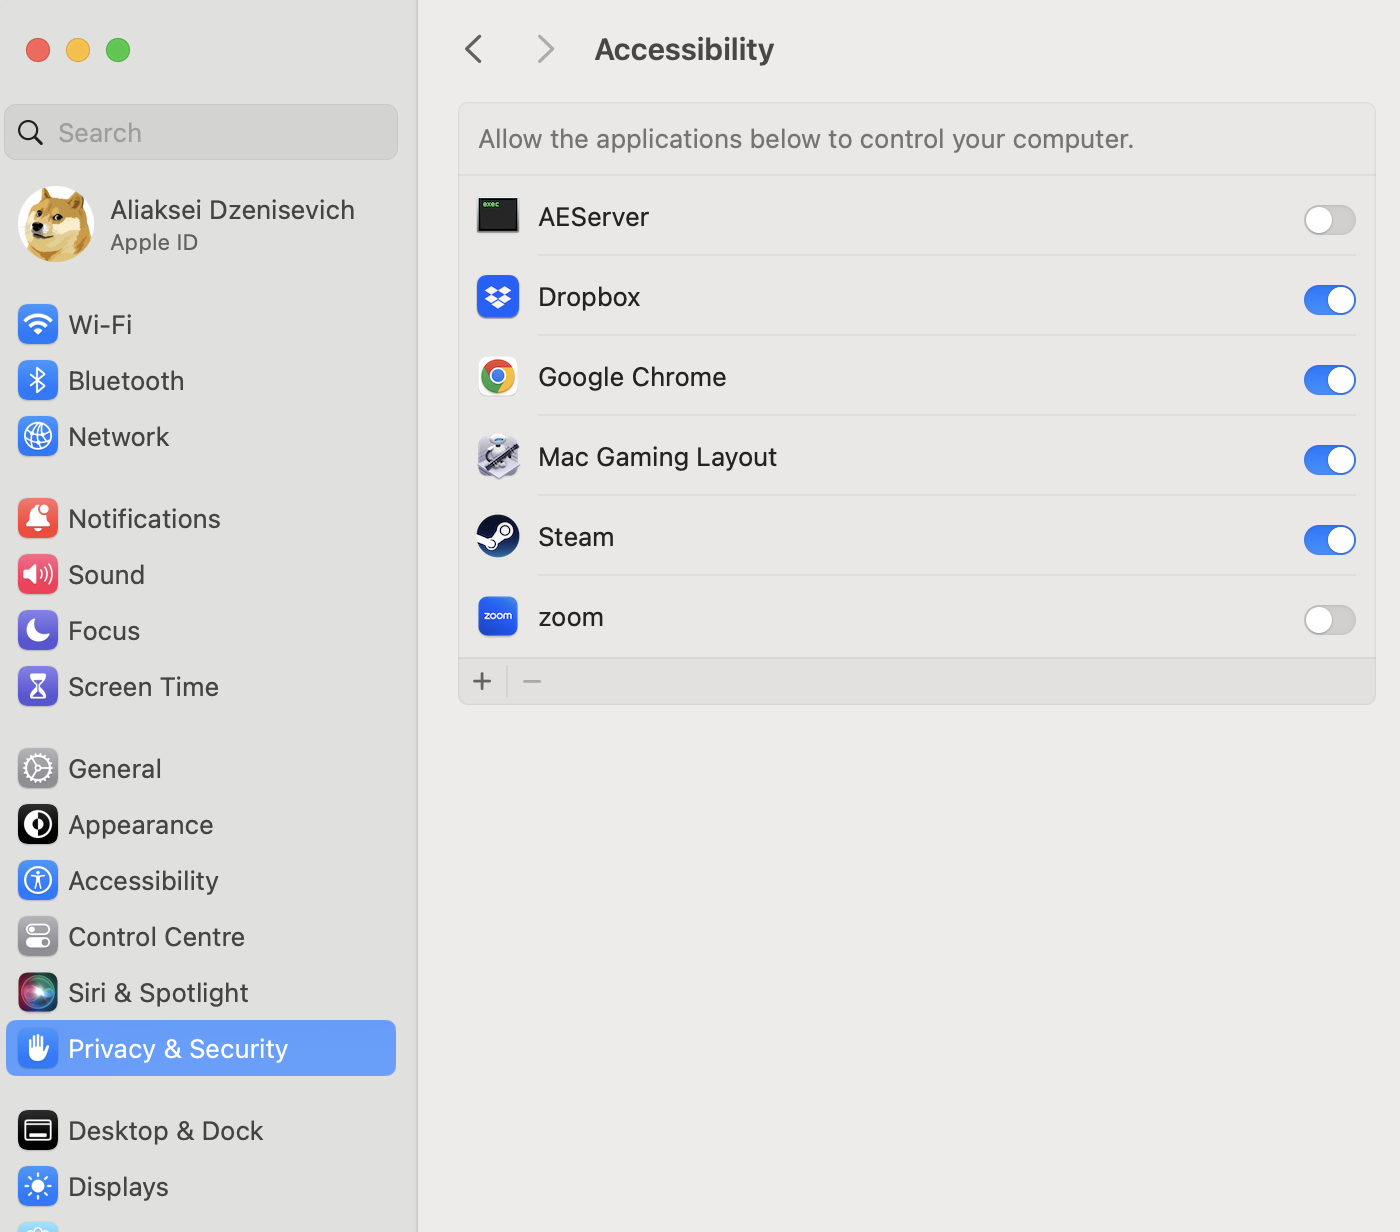 Search
Aliaksei Dzenisevich
Apple ID
Wi-Fi
Bluetooth
Network
Notifications
Sound
Focus
Screen Time
General
Appearance
Accessibility
Control Centre
Siri & Spotlight
Privacy & Security
Desktop & Dock
Displays
Accessibility
Allow the applications below to control your computer.
exec
AEServer
Dropbox
Google Chrome
Mac Gaming Layout
Steam
zoom
zoom